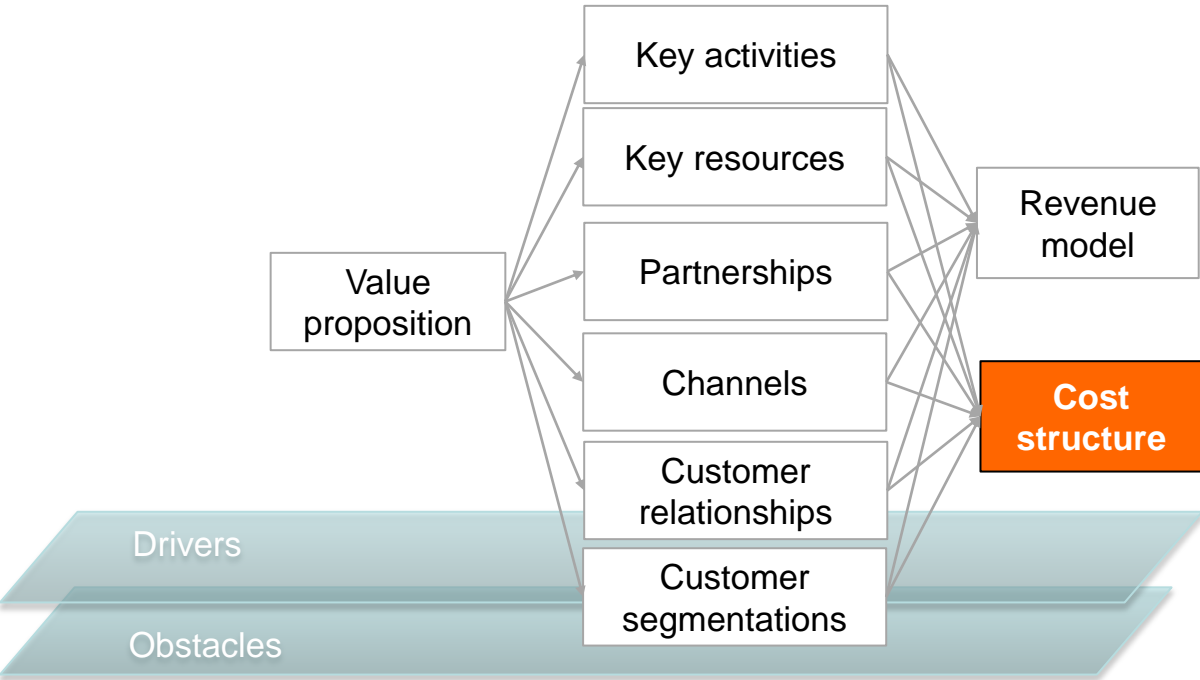 Key activities
Key resources
Partnerships
Channels
Customer
relationships
Customer
segmentations
Value
proposition
Revenue
model
Cost
structure
Drivers
Obstacles